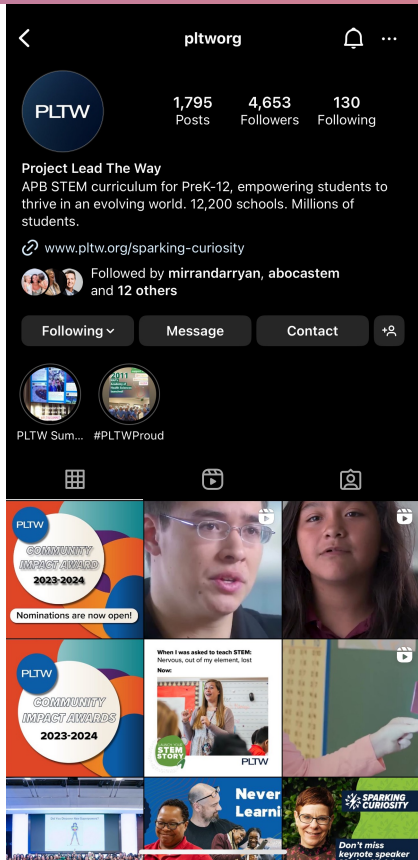 pltworg
PLTW
1,795
4,653
130
Posts
Followers
Following
Project Lead The Way
APB STEM curriculum for PreK-12, empowering students to
thrive in an evolving world. 12,200 schools. Millions of
students.
www.pltw.org/sparking-curiosity
Followed by mirrandarryan, abocastem
and 12 others
Following
Message
Contact
2011
PLTW Sum...
#PLTWProud
PLTW
COMMUNITY
IMPACT AWARD
2023-2024
Nominations are now open!
PLTW
COMMUNITY
IMPACT AWARDS
2023-2024
When I was asked to teach STEM:
Nervous, out of my element, lost
Now:
STEM
STORY
PLTW
Never
Learni
SPARKING
CURIOSITY
Don't miss
keynote speaker